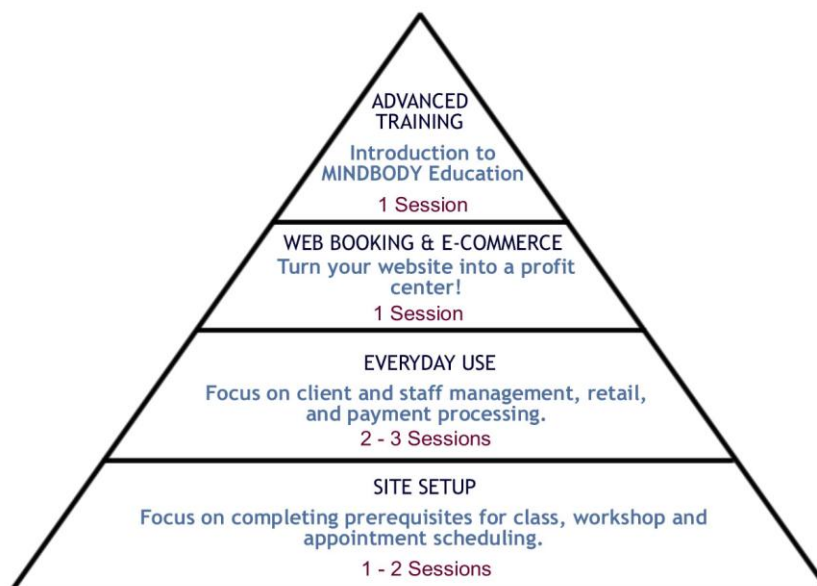 ADVANCED
TRAINING
Introduction to
MINDBODY Education
1 Session
WEB BOOKING & E-COMMERCE
Turn your website into a profit
center!
1 Session
EVERYDAY USE
Focus on client and staff management, retail,
and payment processing.
2 - 3 Sessions
SITE SETUP
Focus on completing prerequisites for class, workshop and
appointment scheduling.
1 - 2 Sessions